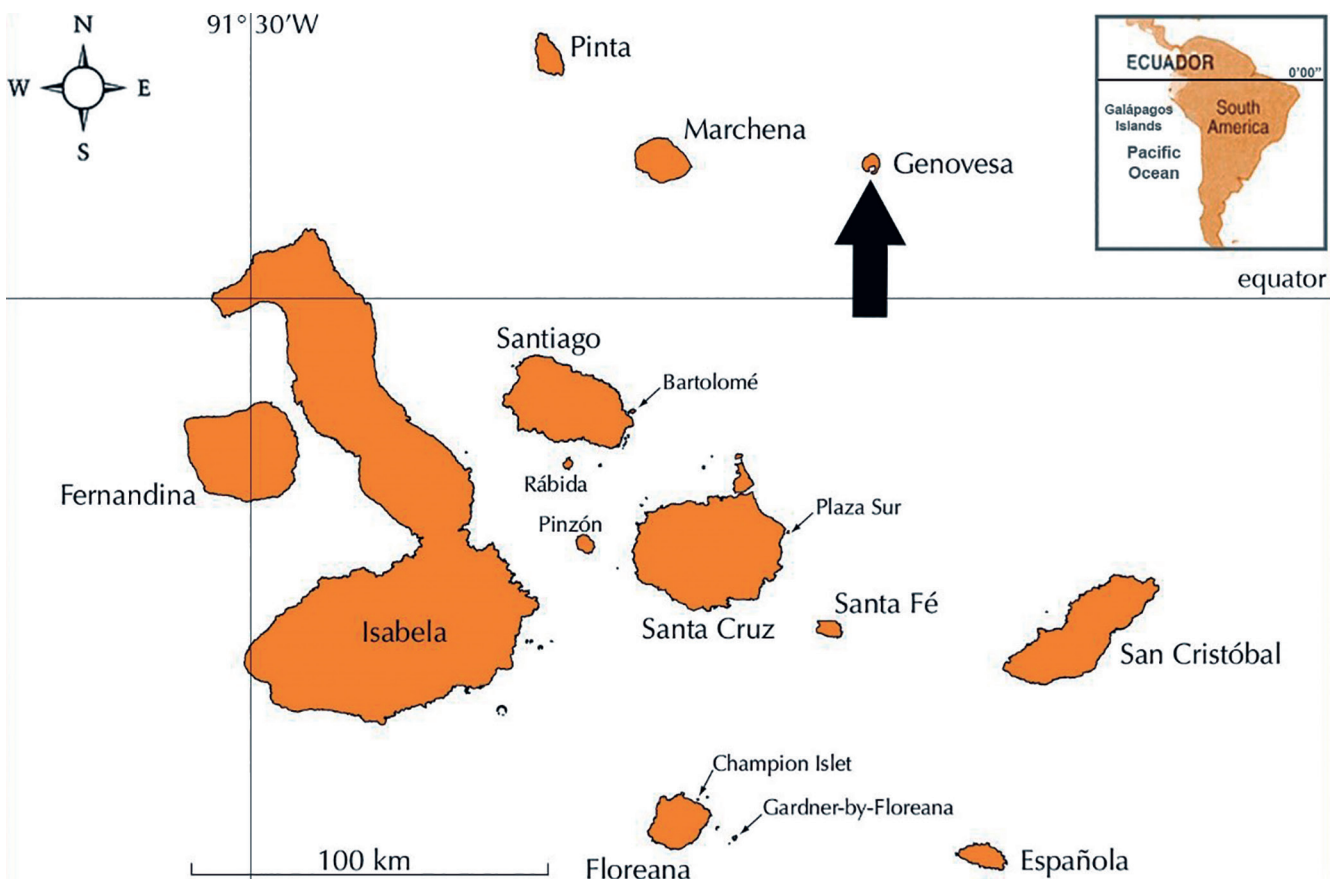 91° 30'W
N
W
E
S
Pinta
Marchena
Genovesa
ECUADOR
0'00"
Galápagos
Islands
South
America
Pacific
Ocean
equator
Santiago
Bartolomé
Fernandina
Rábida
Pinzón
Plaza Sur
Isabela
Santa Cruz
Santa Fé
San Cristóbal
Champion Islet
Gardner-by-Floreana
100 km
Floreana
Española